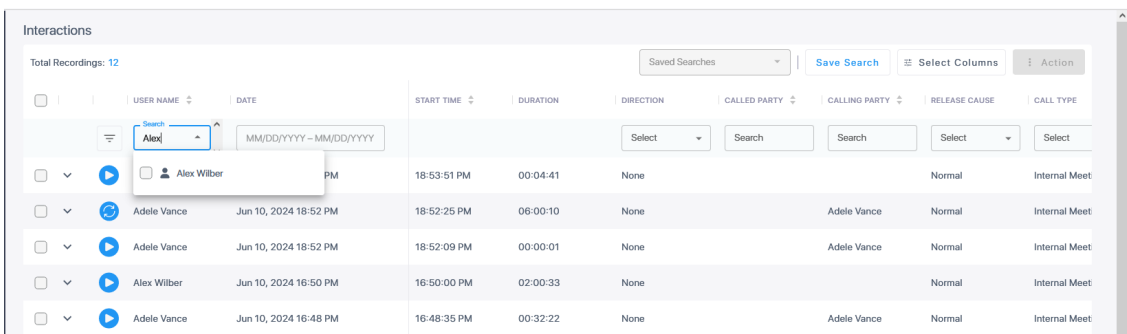 Interactions
Total Recordings: 12 Saved Searches Save Search Select Columns Action
USER NAME DATE START TIME DURATION DIRECTION CALLED PARTY CALLING PARTY RELEASE CAUSE CALL TYPE
Search
Alex MM/DD/YYYY – MM/DD/YYYY Select Search Search Select Select
Alex Wilber PM 18:53:51 PM 00:04:41 None Normal Internal Meeti
Adele Vance Jun 10, 2024 18:52 PM 18:52:25 PM 06:00:10 None Adele Vance Normal Internal Meeti
Adele Vance Jun 10, 2024 18:52 PM 18:52:09 PM 00:00:01 None Adele Vance Normal Internal Meeti
Alex Wilber Jun 10, 2024 16:50 PM 16:50:00 PM 02:00:33 None Normal Internal Meeti
Adele Vance Jun 10, 2024 16:48 PM 16:48:35 PM 00:32:22 None Adele Vance Normal Internal Meeti